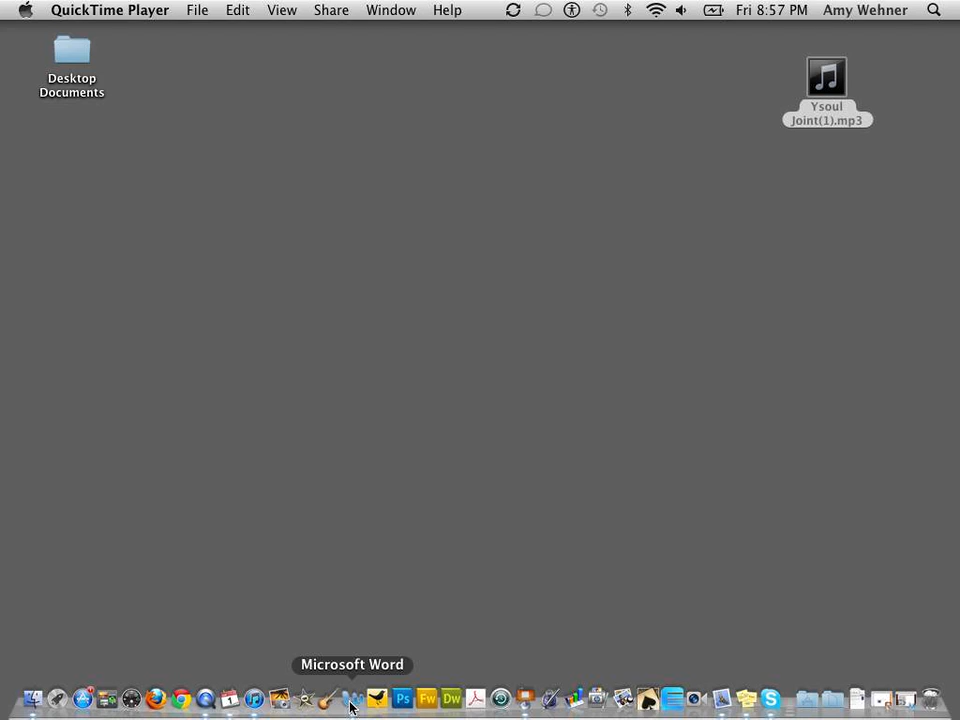 QuickTime Player File Edit View Share Window Help Fri 8:57 PM Amy Wehner
Desktop
Documents
Ysoul
Joint(1).mp3
Microsoft Word
Ps Fw Dw S